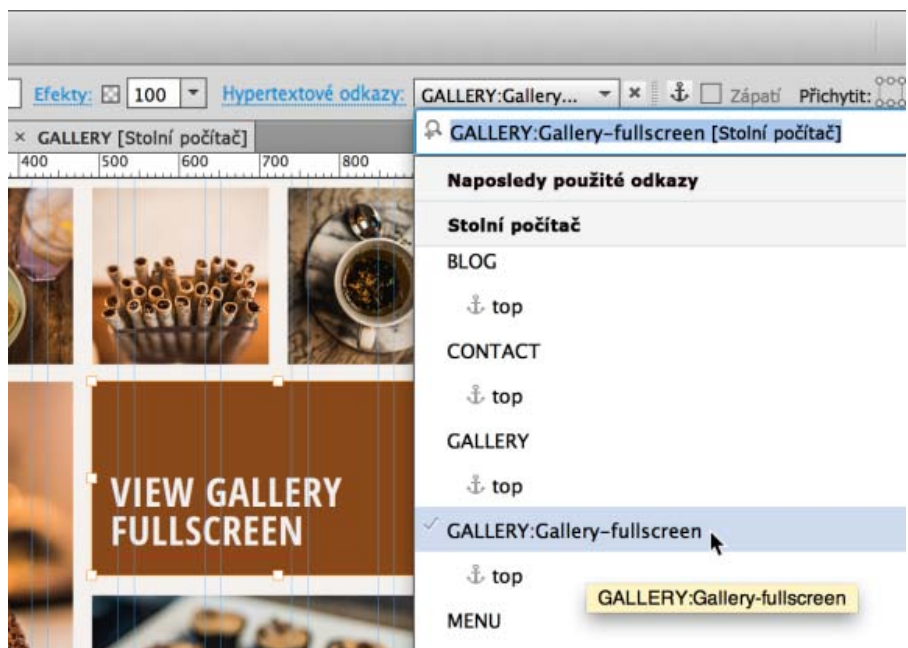 Efekty: 100 Hypertextové odkazy: GALLERY:Gallery... × Zápatí Přichytit:
× GALLERY [Stolní počítač]
GALLERY:Gallery-fullscreen [Stolní počítač]
400 500 600 700 800
Naposledy použité odkazy
Stolní počítač
BLOG
top
CONTACT
top
GALLERY
top
VIEW GALLERY
FULLSCREEN
GALLERY:Gallery-fullscreen
top
GALLERY:Gallery-fullscreen
MENU